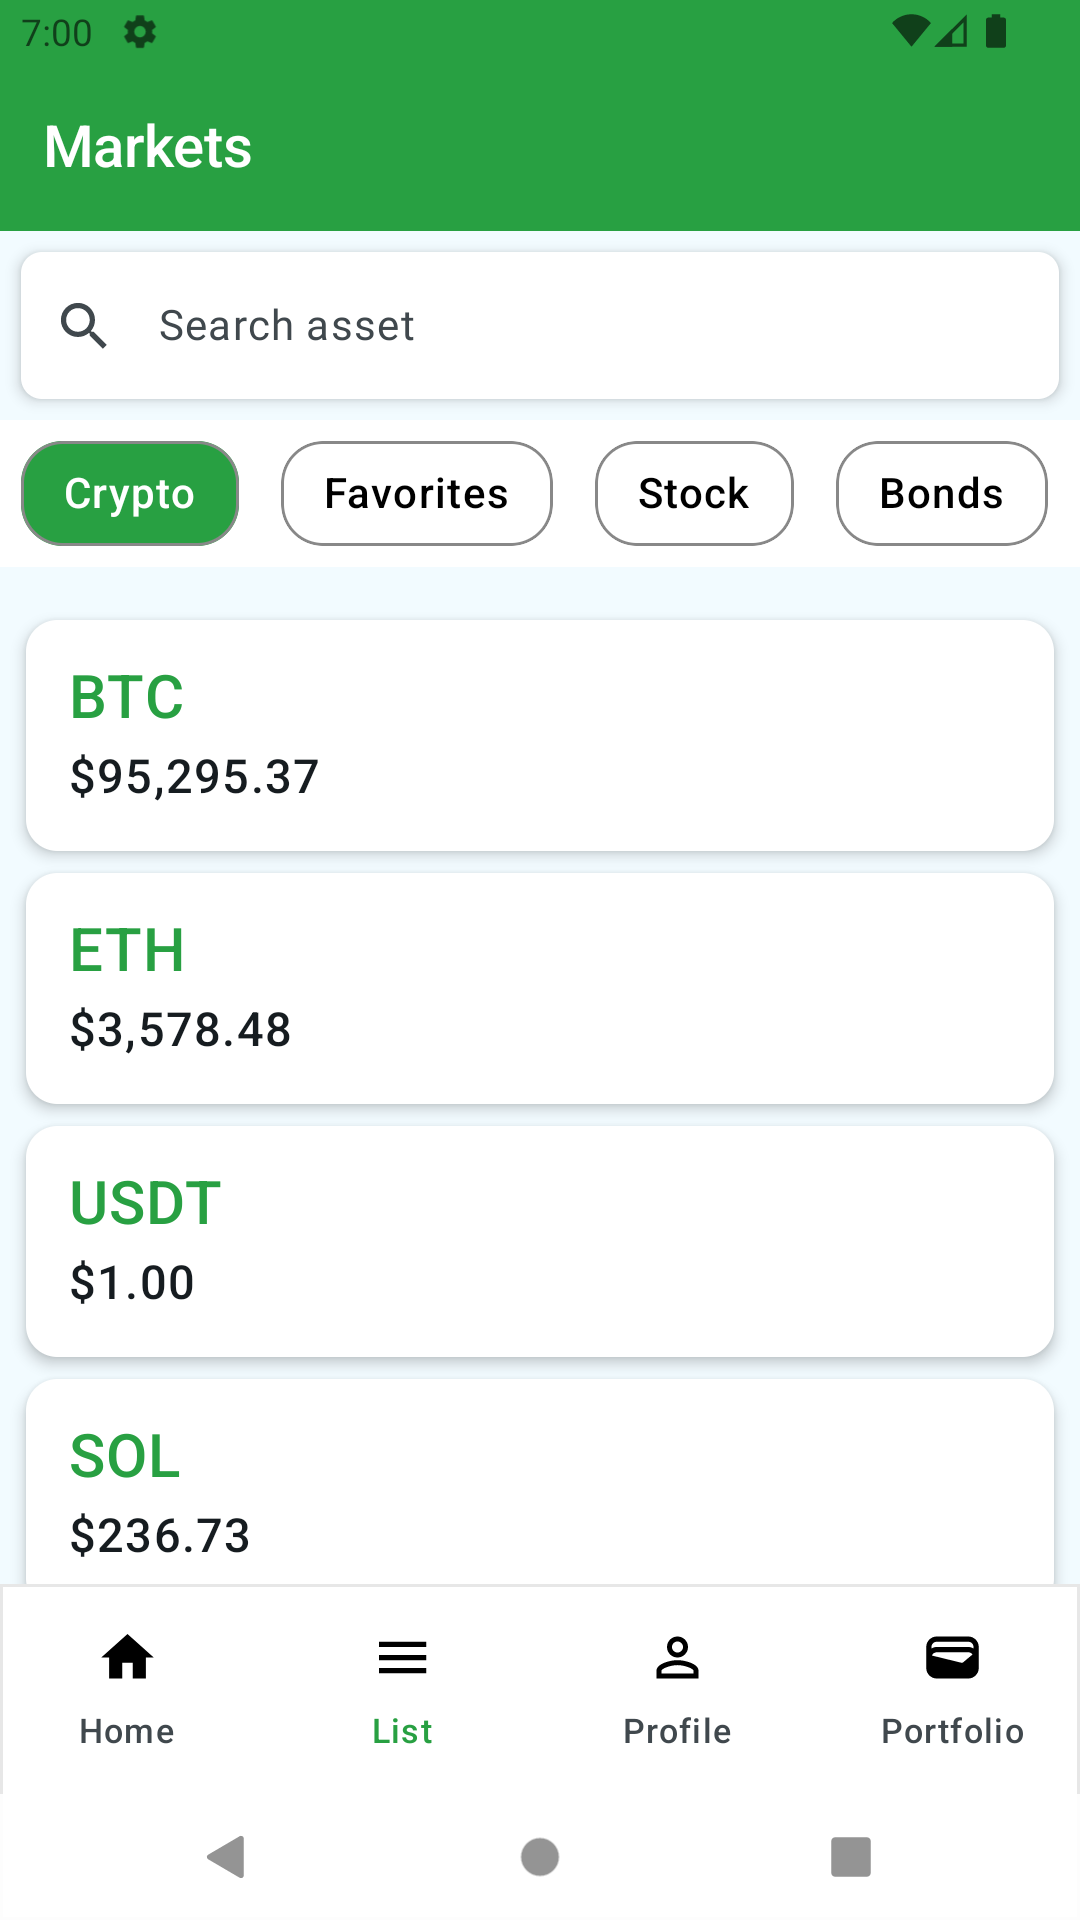 7:00
Markets
Search asset
Crypto Favorites Stock Bonds
BTC
$95,295.37
ETH
$3,578.48
USDT
$1.00
SOL
$236.73
Home List Profile Portfolio